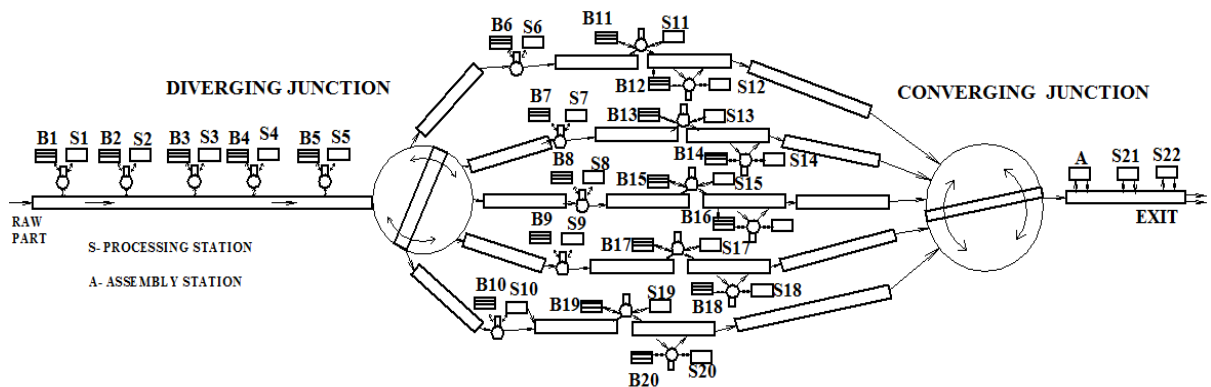 B6 S6
B11 S11
DIVERGING JUNCTION
B12 S12
CONVERGING JUNCTION
B7 S7
B13 S13
B1 S1 B2 S2 B3 S3 B4 S4 B5 S5
B14 S14
B8 S8
B15 S15
A S21 S22
B16
RAW
PART
EXIT
B9 S9
B17 S17
S- PROCESSING STATION
A- ASSEMBLY STATION
B10 S10
B18 S18
B19 S19
B20 S20